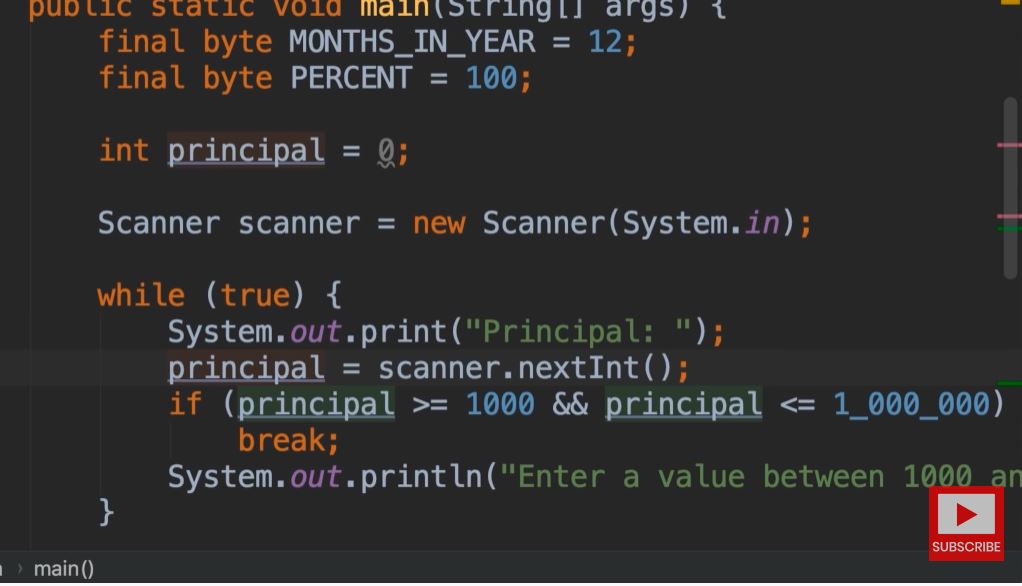 public static void main(String[] args) {
final byte MONTHS_IN_YEAR = 12;
final byte PERCENT = 100;
int principal = 0;
Scanner scanner = new Scanner(System.in);
while (true) {
System.out.print("Principal: ");
principal = scanner.nextInt();
if (principal >= 1000 && principal <= 1_000_000)
break;
System.out.println("Enter a value between 1000 an
}
SUBSCRIBE
› main()